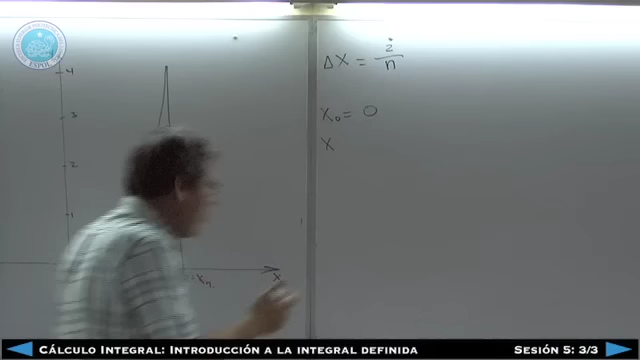 ESPOL
4
3
2
1
Δx = 2/n
x₀ = 0
x
xₙ
x
Cálculo Integral: Introducción a la integral definida
Sesión 5: 3/3